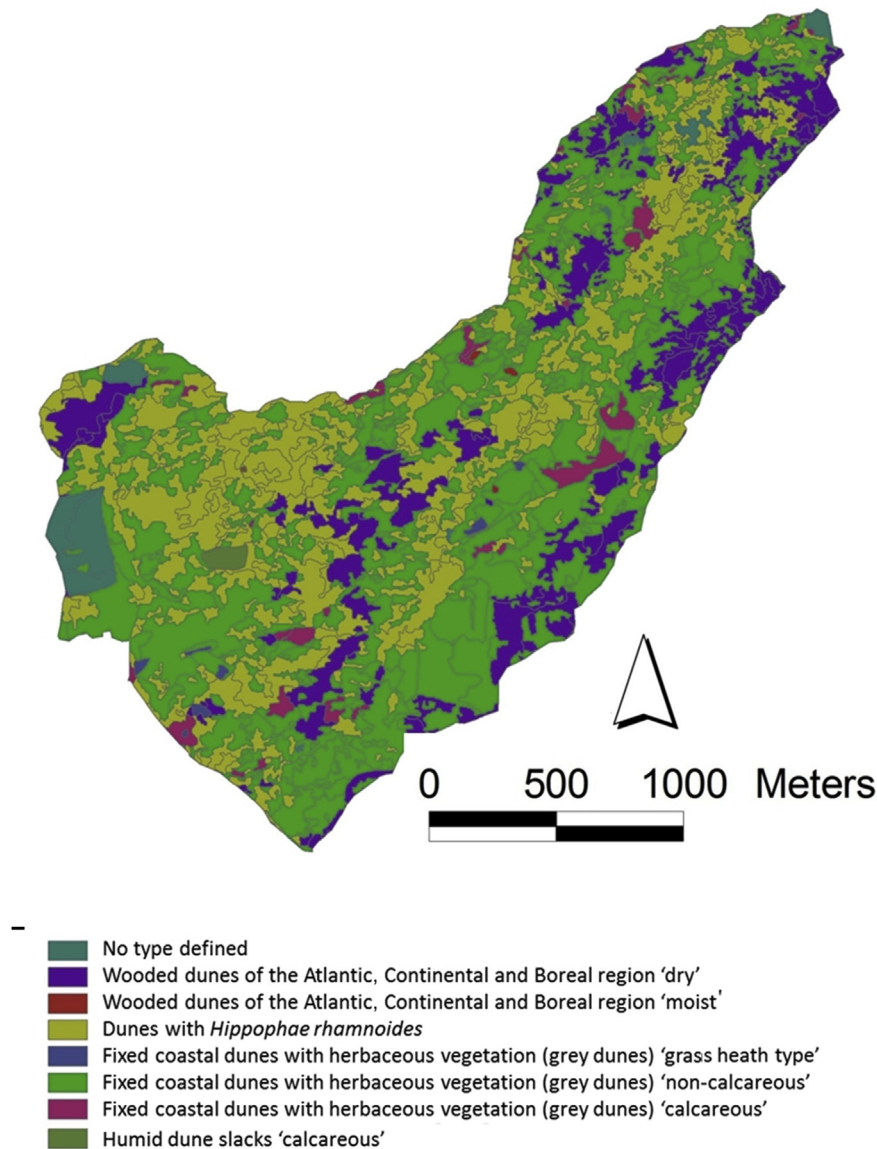 0 500 1000 Meters
No type defined
Wooded dunes of the Atlantic, Continental and Boreal region ‘dry’
Wooded dunes of the Atlantic, Continental and Boreal region ‘moist’
Dunes with Hippophae rhamnoides
Fixed coastal dunes with herbaceous vegetation (grey dunes) ‘grass heath type’
Fixed coastal dunes with herbaceous vegetation (grey dunes) ‘non-calcareous’
Fixed coastal dunes with herbaceous vegetation (grey dunes) ‘calcareous’
Humid dune slacks ‘calcareous’